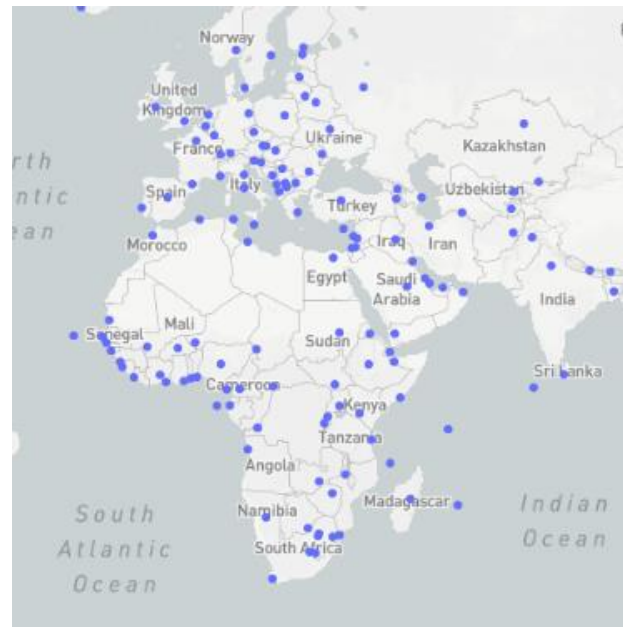 Norway
United
Kingdom
Ukraine
Kazakhstan
France
Italy
Uzbekistan
Spain
Turkey
Iraq
Iran
Morocco
Egypt
Saudi
Arabia
India
Senegal
Mali
Sudan
Sri Lanka
Cameroon
Kenya
Tanzania
Angola
Madagascar
Namibia
South Africa
South
Atlantic
Ocean
Indian
Ocean
rth
ntic
ean